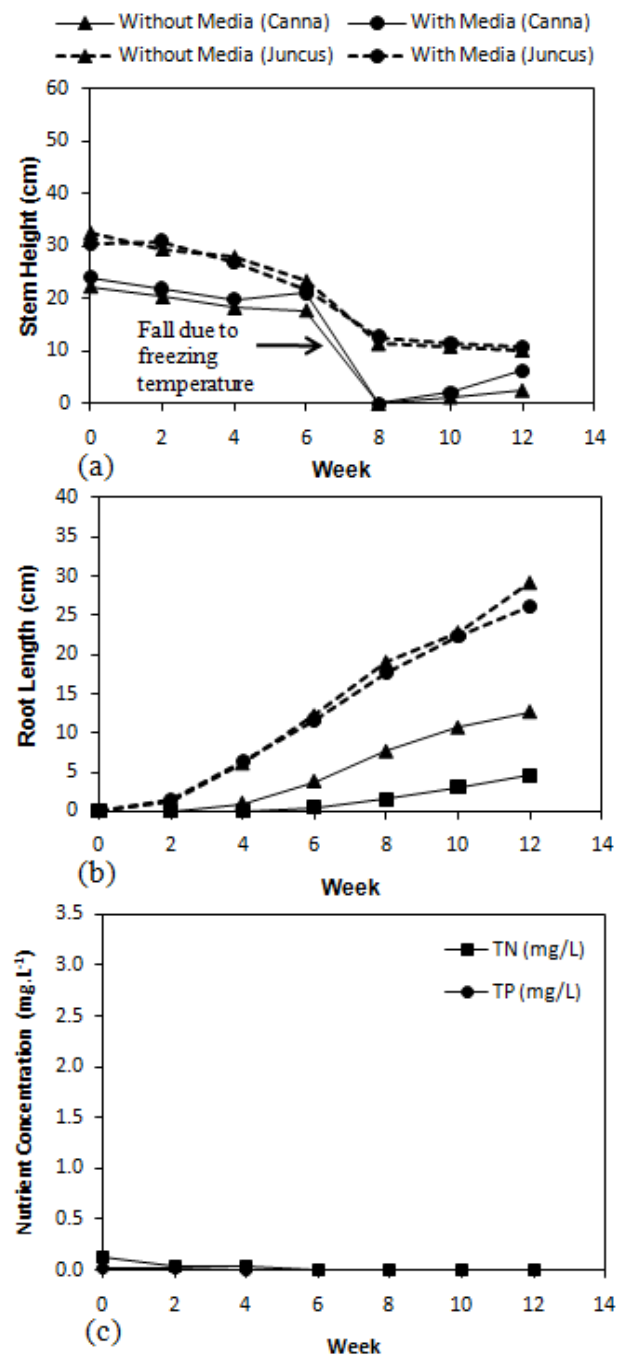 Without Media (Canna) With Media (Canna)
Without Media (Jucus) With Media (Juncus)
60
50
40
30
20
10
0
Stem Height (cm)
Fall due to
freezing
temperature
0 2 4 6 8 10 12 14
(a) Week
40
35
30
25
20
15
10
5
0
Root Length (cm)
0 2 4 6 8 10 12 14
(b) Week
3.5
3.0
2.5
2.0
1.5
1.0
0.5
0.0
Nutrient Concentration (mg.L⁻¹)
TN (mg/L)
TP (mg/L)
0 2 4 6 8 10 12 14
(c) Week